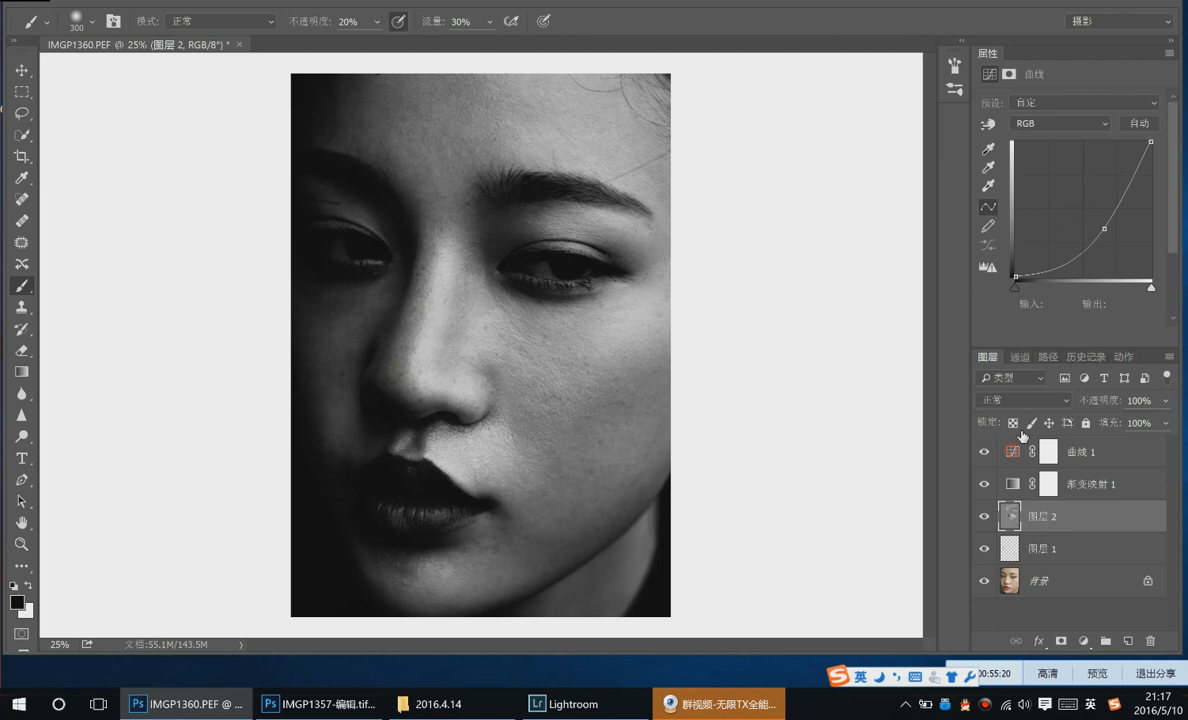 300
模式: 正常
不透明度: 20%
流量: 30%
摄影
IMGP1360.PEF @ 25% (图层 2, RGB/8*) * ×
属性
曲线
预设: 自定
RGB
自动
输入: 输出:
图层 通道 路径 历史记录 动作
类型
正常
不透明度: 100%
锁定:
填充: 100%
曲线 1
渐变映射 1
图层 2
图层 1
背景
25%
文档:55.1M/143.5M
英
00:55:20
高清
预览
退出分享
IMGP1360.PEF @ ...
IMGP1357-编辑.tif...
2016.4.14
Lightroom
群视频-无限TX全能...
英
21:17
2016/5/10